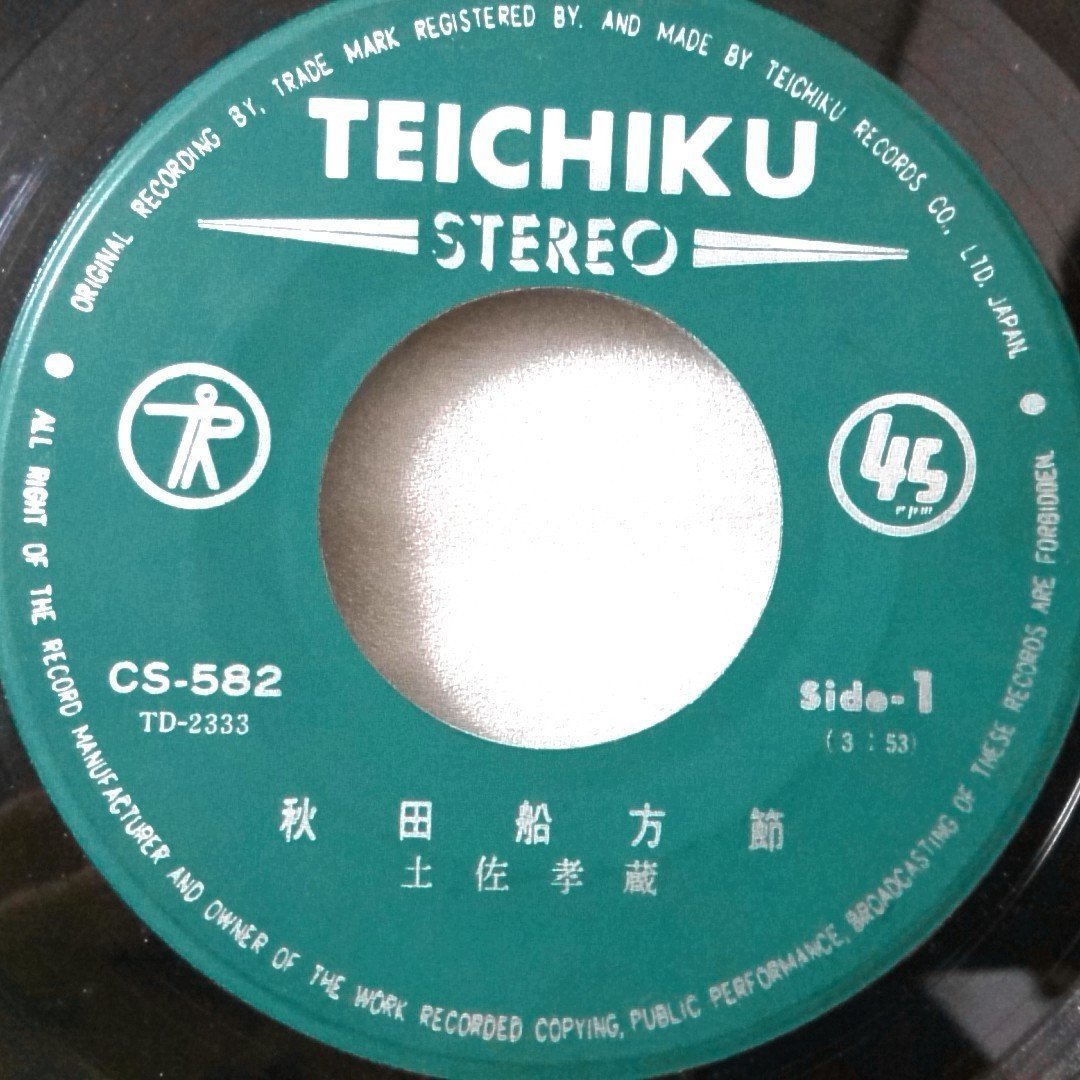 ORIGINAL RECORDING BY, TRADE MARK REGISTERED BY. AND MADE BY TEICHIKU RECORDS CO., LTD. JAPAN.
TEICHIKU
STEREO
45
rpm
CS-582
TD-2333
Side-1
(3:53)
秋田船方節
土佐孝蔵
ALL RIGHT OF THE RECORD MANUFACTURER AND OWNER OF THE WORK RECORDED COPYING, PUBLIC PERFORMANCE, BROADCASTING OF THESE RECORDS ARE FORBIDDEN.